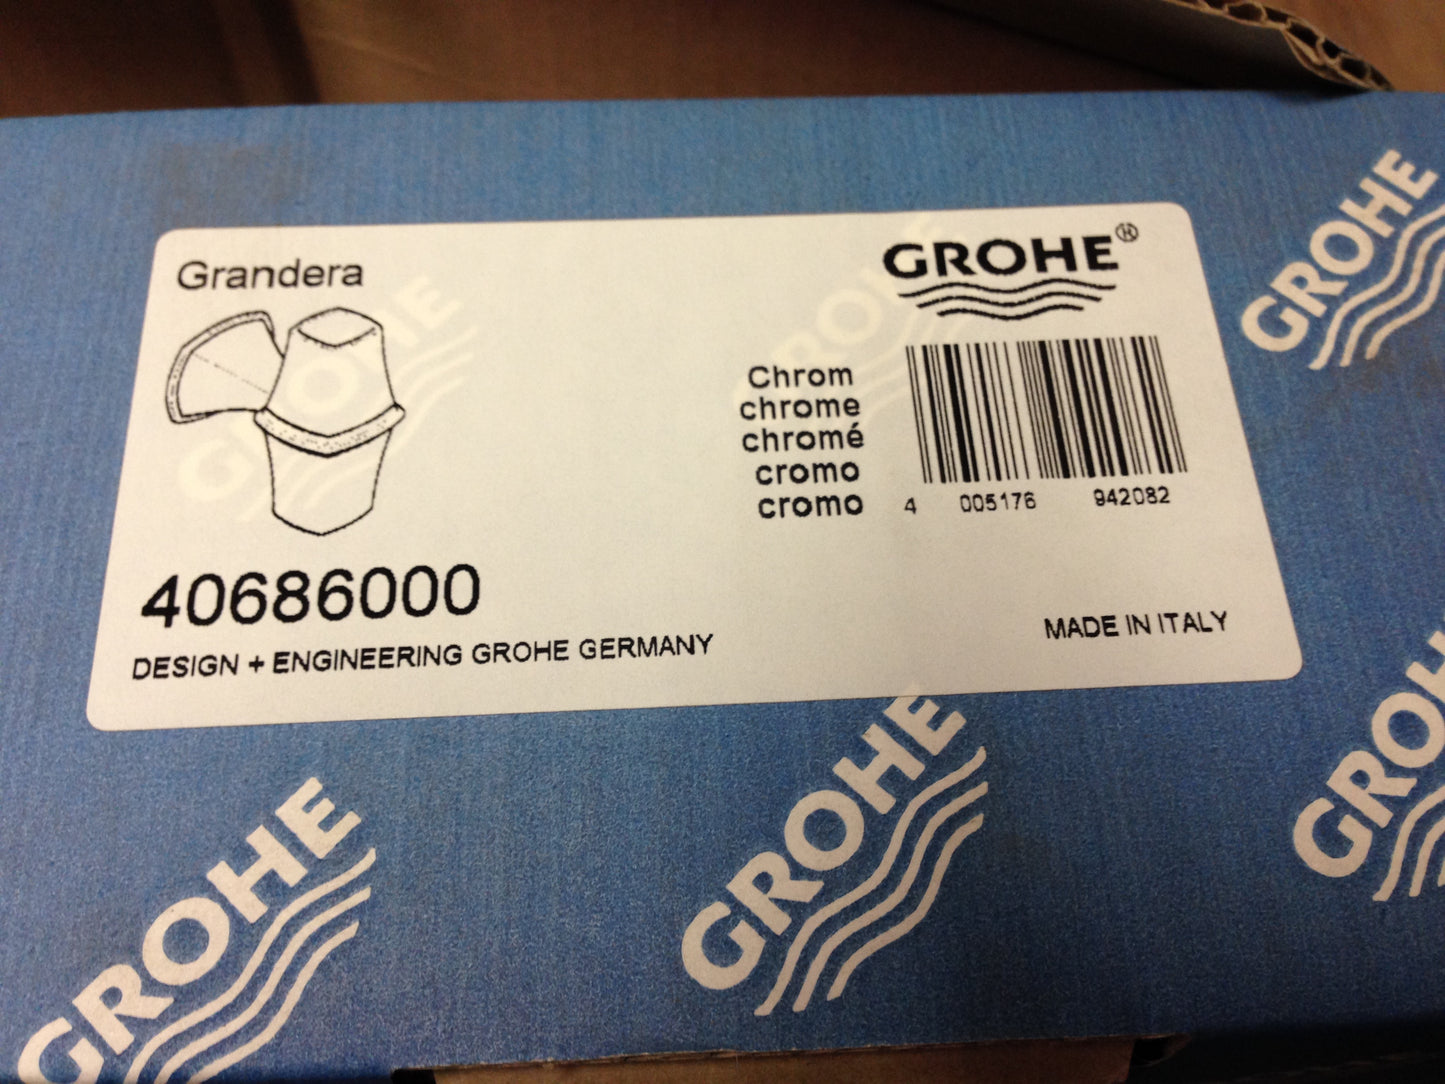 Grandera
GROHE®
Chrom
chrome
chromé
cromo
cromo
4 005176 942082
40686000
DESIGN + ENGINEERING GROHE GERMANY
MADE IN ITALY
GROHE
GROHE
GROHE
GROHE
GROHE
GROHE